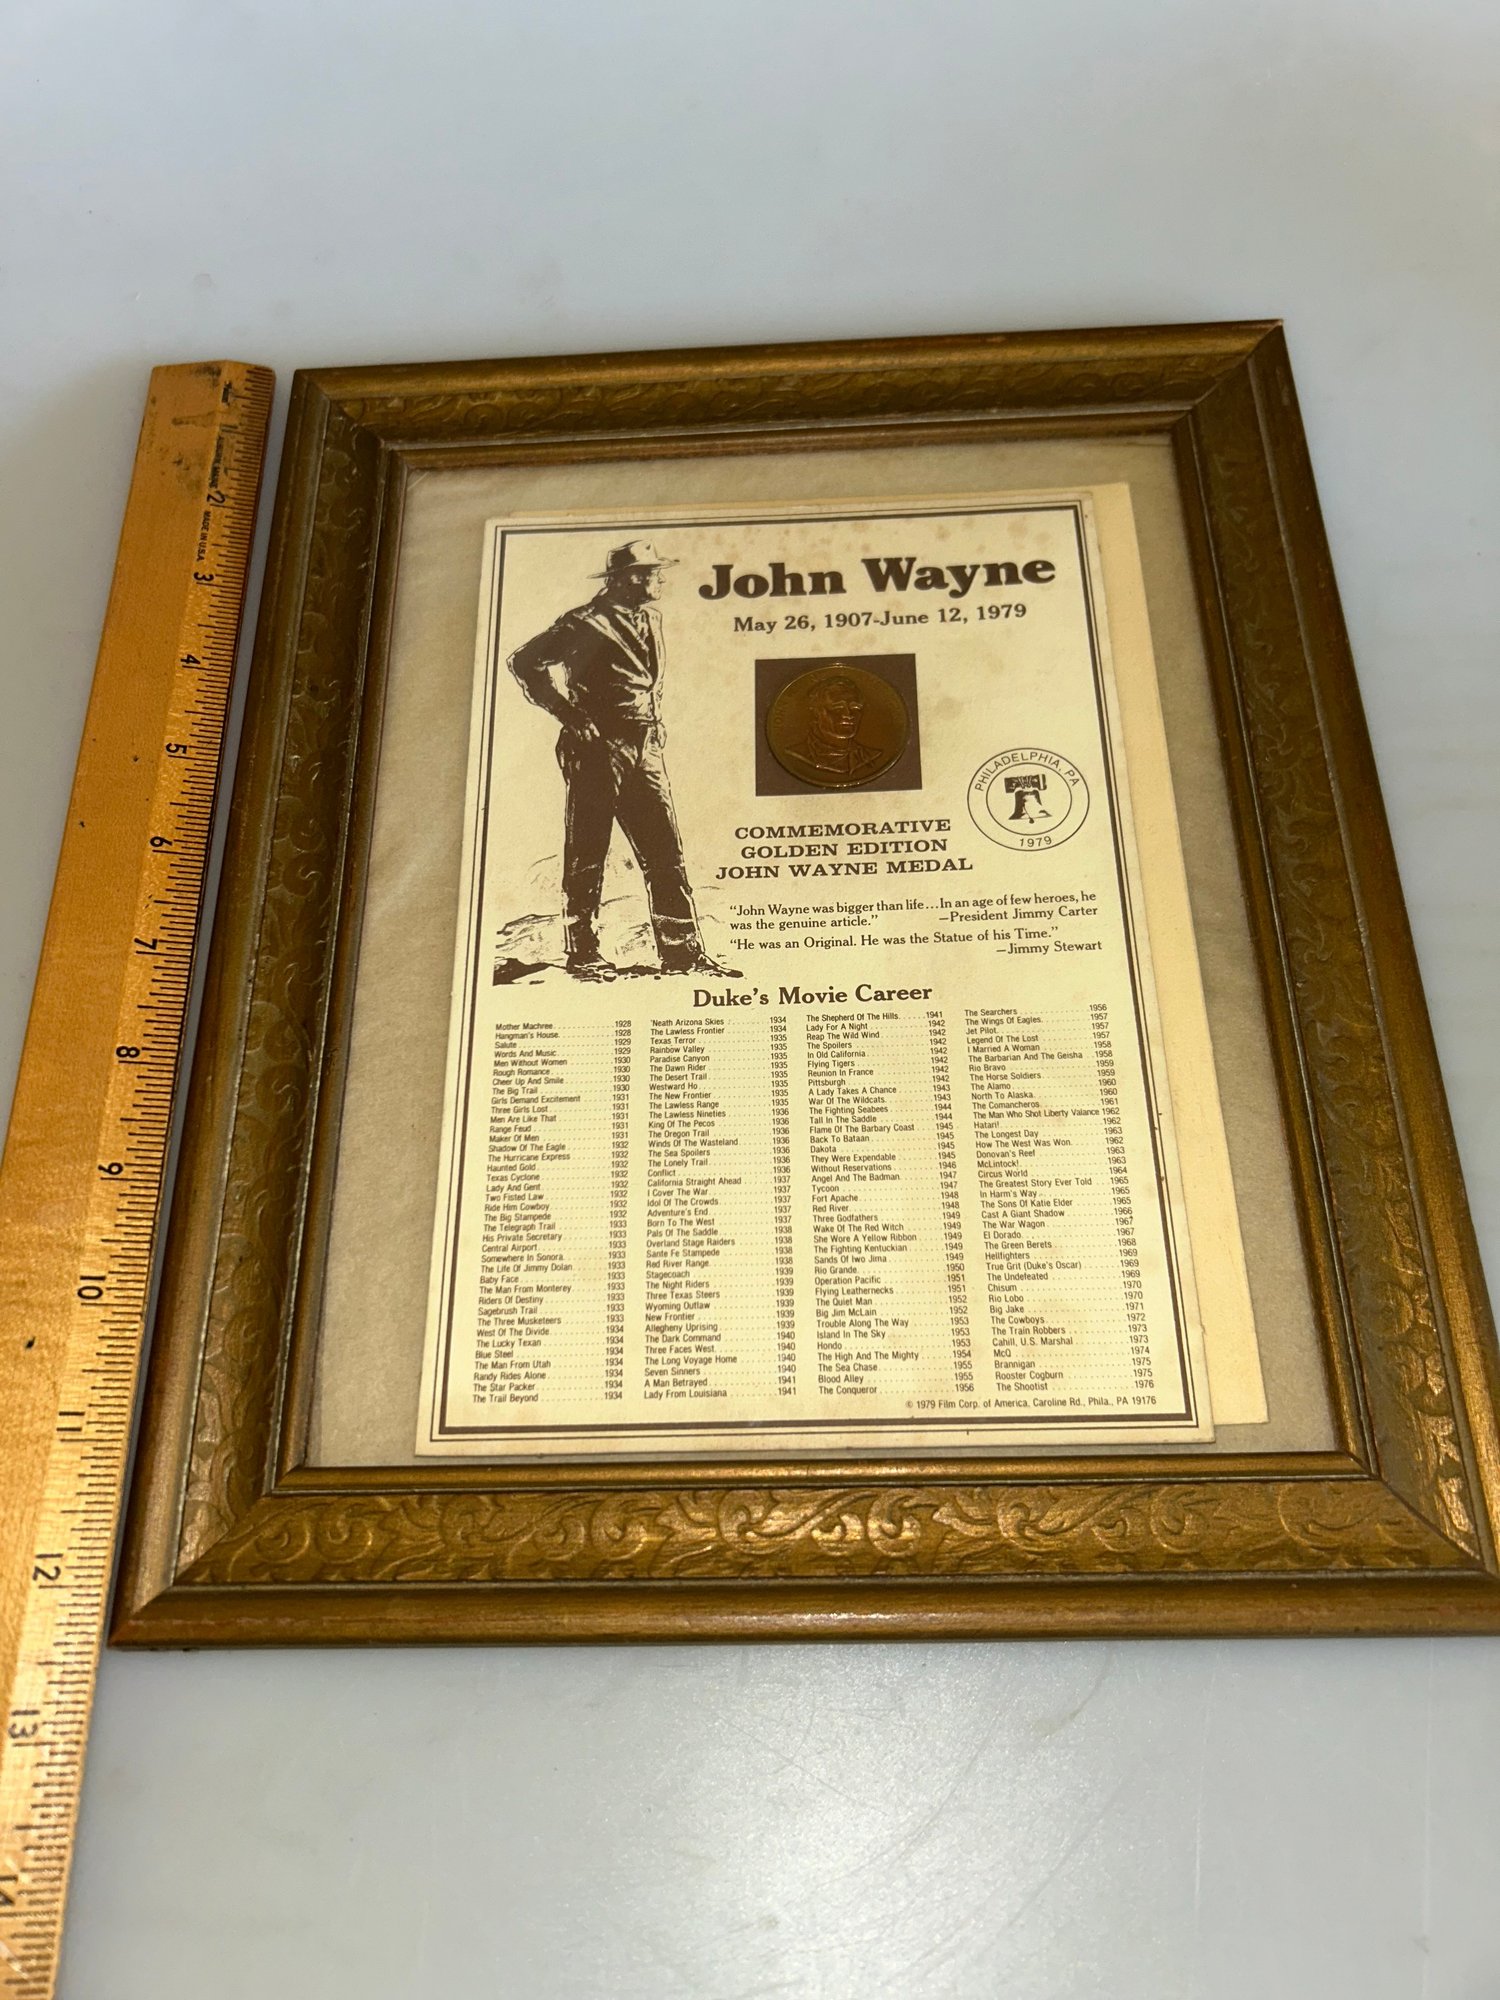 John Wayne
May 26, 1907-June 12, 1979
PHILADELPHIA, PA
1979
COMMEMORATIVE
GOLDEN EDITION
JOHN WAYNE MEDAL
“John Wayne was bigger than life...In an age of few heroes, he
was the genuine article.” —President Jimmy Carter
“He was an Original. He was the Statue of his Time.”
—Jimmy Stewart
Duke's Movie Career
Mother Machree 1928
Hangman's House 1928
Salute 1929
Words And Music 1929
Men Without Women 1930
Rough Romance 1930
Cheer Up And Smile 1930
The Big Trail 1930
Girls Demand Excitement 1931
Three Girls Lost 1931
Men Are Like That 1931
Range Feud 1931
Maker Of Men 1931
Shadow Of The Eagle 1932
The Hurricane Express 1932
Haunted Gold 1932
Texas Cyclone 1932
Lady And Gent 1932
Two Fisted Law 1932
Ride Him Cowboy 1932
The Big Stampede 1932
The Telegraph Trail 1933
His Private Secretary 1933
Central Airport 1933
Somewhere In Sonora 1933
The Life Of Jimmy Dolan 1933
Baby Face 1933
The Man From Monterey 1933
Riders Of Destiny 1933
Sagebrush Trail 1933
The Three Musketeers 1933
West Of The Divide 1934
The Lucky Texan 1934
Blue Steel 1934
The Man From Utah 1934
Randy Rides Alone 1934
The Star Packer 1934
The Trail Beyond 1934
'Neath Arizona Skies 1934
The Lawless Frontier 1934
Texas Terror 1935
Rainbow Valley 1935
Paradise Canyon 1935
The Dawn Rider 1935
The Desert Trail 1935
Westward Ho 1935
The New Frontier 1935
The Lawless Range 1935
The Lawless Nineties 1936
King Of The Pecos 1936
The Oregon Trail 1936
Winds Of The Wasteland 1936
The Sea Spoilers 1936
The Lonely Trail 1936
Conflict 1936
California Straight Ahead 1937
I Cover The War 1937
Idol Of The Crowds 1937
Adventure's End 1937
Born To The West 1937
Pals Of The Saddle 1938
Overland Stage Raiders 1938
Sante Fe Stampede 1938
Red River Range 1938
Stagecoach 1939
The Night Riders 1939
Three Texas Steers 1939
Wyoming Outlaw 1939
New Frontier 1939
Allegheny Uprising 1939
The Dark Command 1940
Three Faces West 1940
The Long Voyage Home 1940
Seven Sinners 1940
A Man Betrayed 1941
Lady From Louisiana 1941
The Shepherd Of The Hills 1941
Lady For A Night 1942
Reap The Wild Wind 1942
The Spoilers 1942
In Old California 1942
Flying Tigers 1942
Reunion In France 1942
Pittsburgh 1942
A Lady Takes A Chance 1943
War Of The Wildcats 1943
The Fighting Seabees 1944
Tall In The Saddle 1944
Flame Of The Barbary Coast 1945
Back To Bataan 1945
Dakota 1945
They Were Expendable 1945
Without Reservations 1946
Angel And The Badman 1947
Tycoon 1947
Fort Apache 1948
Red River 1948
Three Godfathers 1949
Wake Of The Red Witch 1949
She Wore A Yellow Ribbon 1949
The Fighting Kentuckian 1949
Sands Of Iwo Jima 1949
Rio Grande 1950
Operation Pacific 1951
Flying Leathernecks 1951
The Quiet Man 1952
Big Jim McLain 1952
Trouble Along The Way 1953
Island In The Sky 1953
Hondo 1953
The High And The Mighty 1954
The Sea Chase 1955
Blood Alley 1955
The Conqueror 1956
The Searchers 1956
The Wings Of Eagles 1957
Jet Pilot 1957
Legend Of The Lost 1957
I Married A Woman 1958
The Barbarian And The Geisha 1958
Rio Bravo 1959
The Horse Soldiers 1959
The Alamo 1960
North To Alaska 1960
The Comancheros 1961
The Man Who Shot Liberty Valance 1962
Hatari! 1962
The Longest Day 1963
How The West Was Won 1962
Donovan's Reef 1963
McLintock! 1963
Circus World 1964
The Greatest Story Ever Told 1965
In Harm's Way 1965
The Sons Of Katie Elder 1965
Cast A Giant Shadow 1966
The War Wagon 1967
El Dorado 1967
The Green Berets 1968
Hellfighters 1969
True Grit (Duke's Oscar) 1969
The Undefeated 1969
Chisum 1970
Rio Lobo 1970
Big Jake 1971
The Cowboys 1972
The Train Robbers 1973
Cahill, U.S. Marshal 1973
McQ 1974
Brannigan 1975
Rooster Cogburn 1975
The Shootist 1976
© 1979 Film Corp. of America, Caroline Rd., Phila., PA 19176
1
2
MADE IN U.S.A.
3
4
5
6
7
8
9
10
11
12
13
14